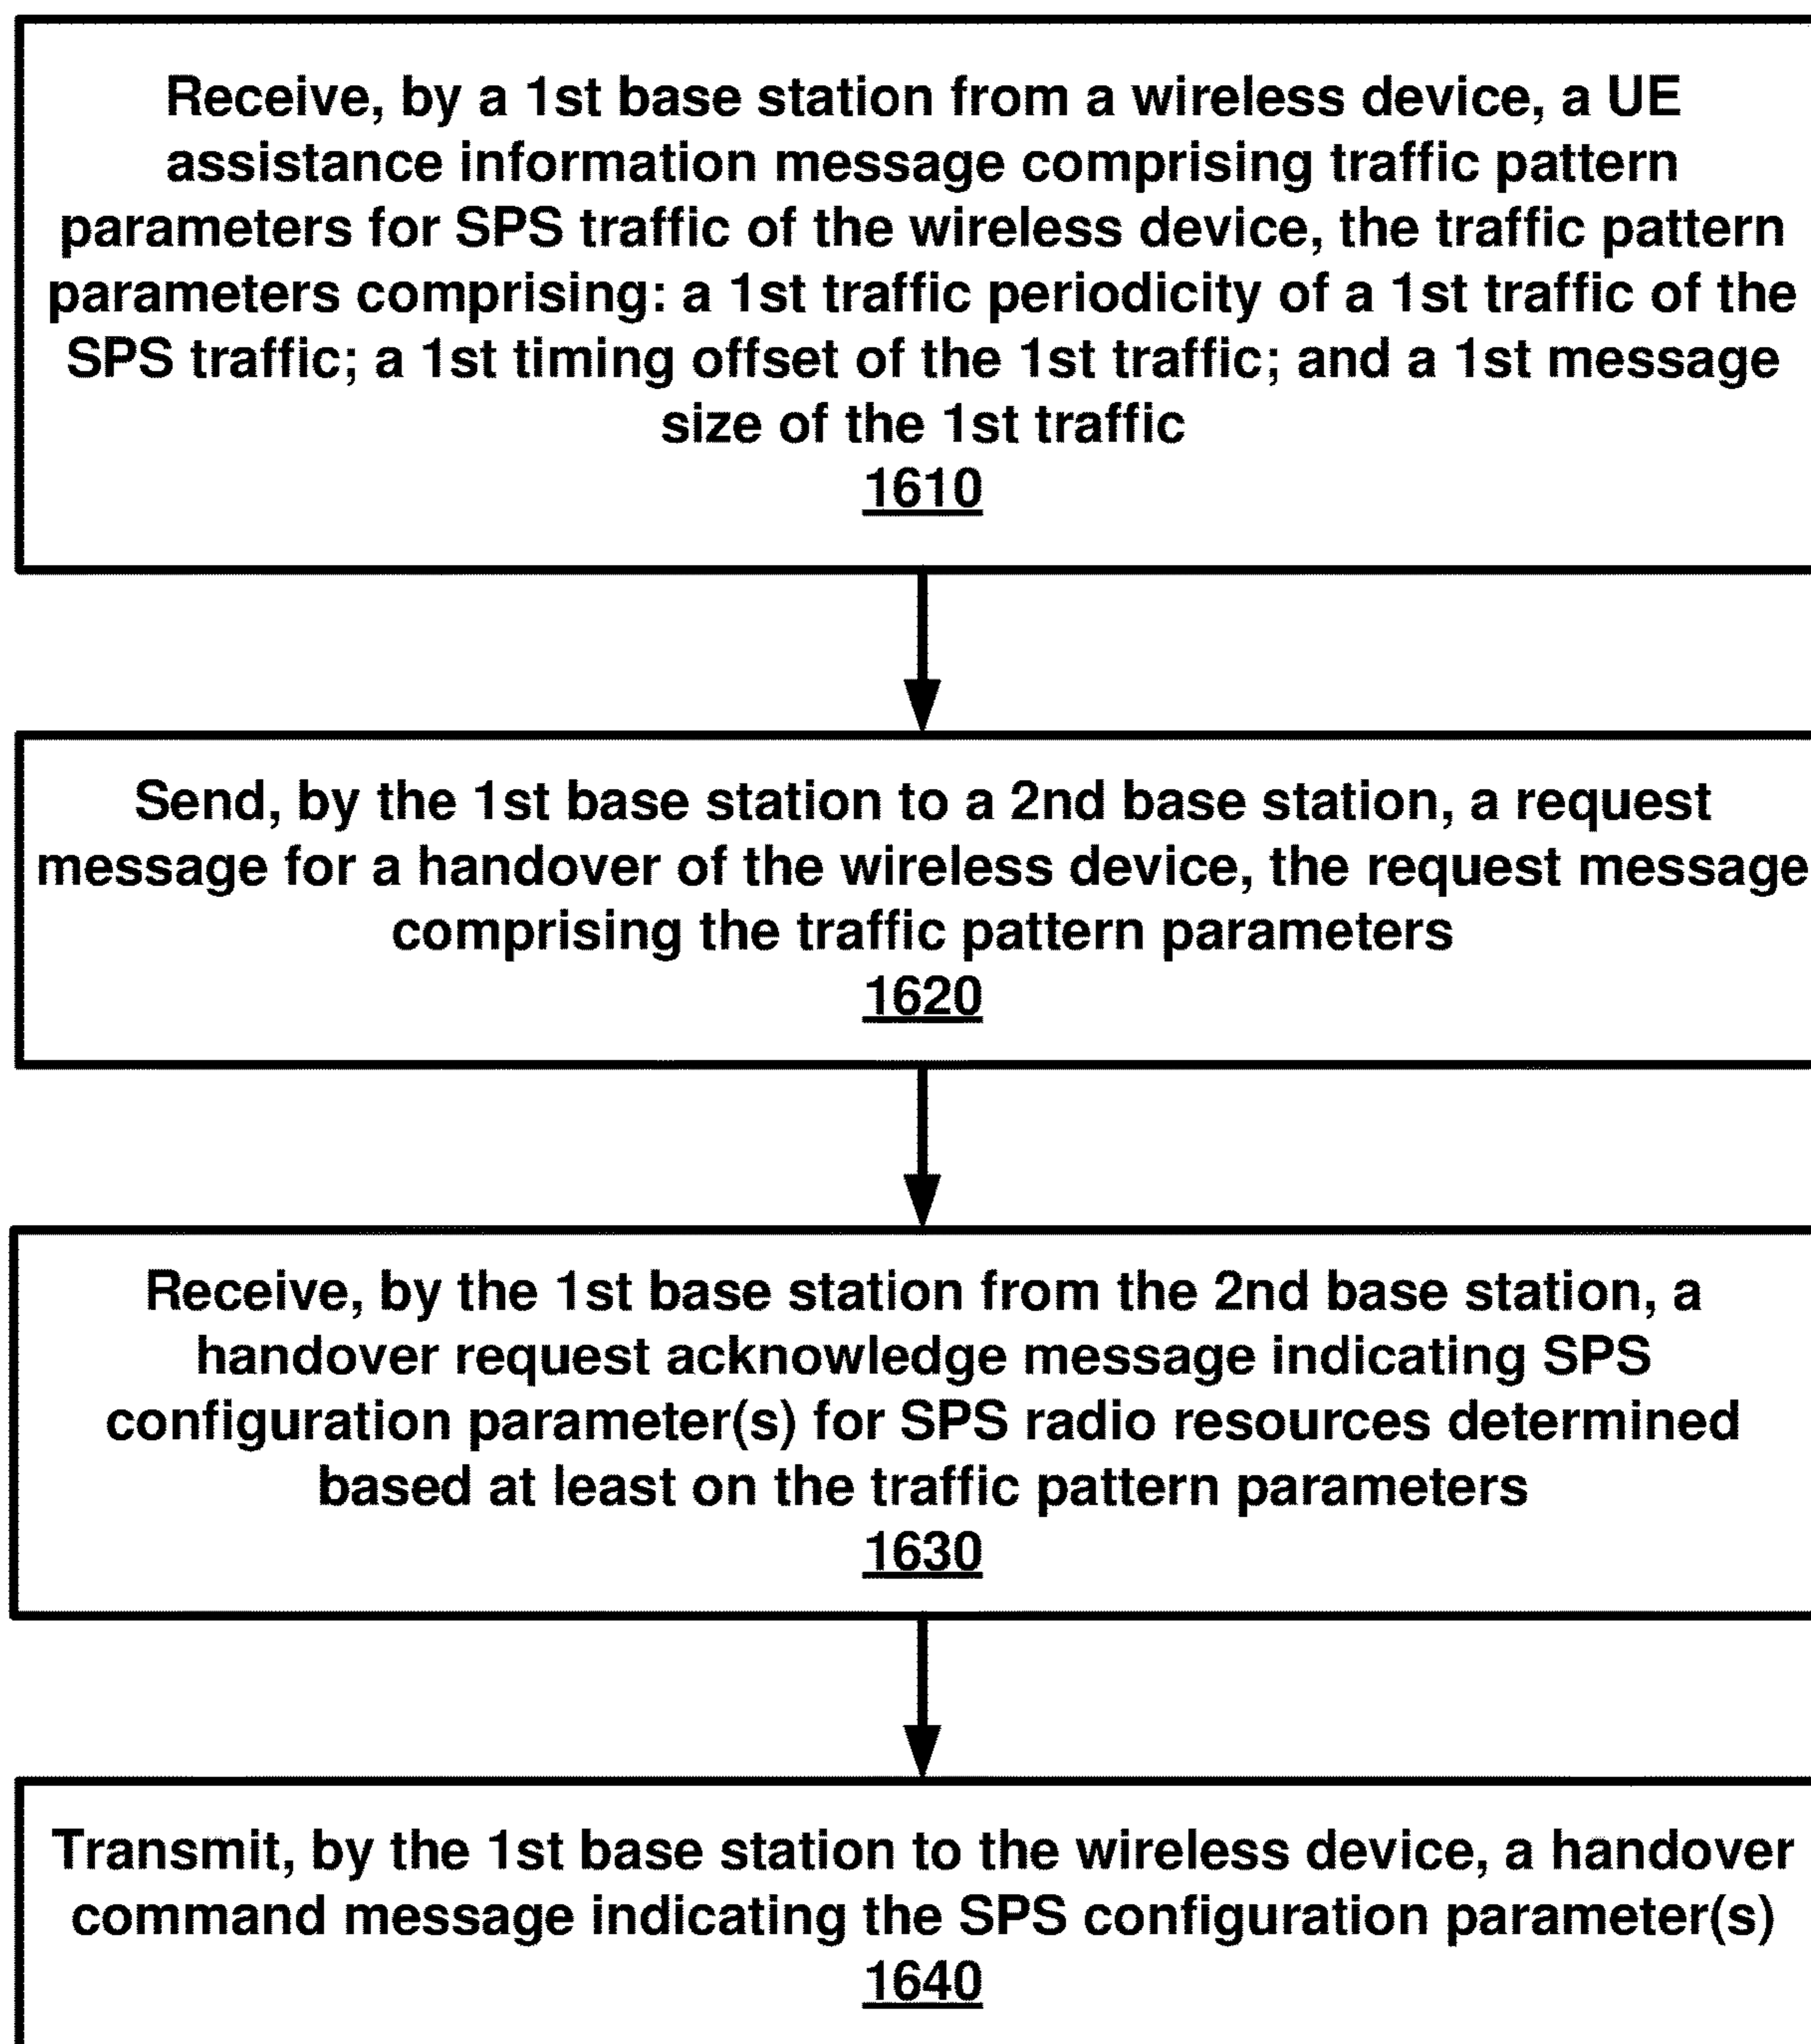 Receive, by a 1st base station from a wireless device, a UE
assistance information message comprising traffic pattern
parameters for SPS traffic of the wireless device, the traffic pattern
parameters comprising: a 1st traffic periodicity of a 1st traffic of the
SPS traffic; a 1st timing offset of the 1st traffic; and a 1st message
size of the 1st traffic
1610
Send, by the 1st base station to a 2nd base station, a request
message for a handover of the wireless device, the request message
comprising the traffic pattern parameters
1620
Receive, by the 1st base station from the 2nd base station, a
handover request acknowledge message indicating SPS
configuration parameter(s) for SPS radio resources determined
based at least on the traffic pattern parameters
1630
Transmit, by the 1st base station to the wireless device, a handover
command message indicating the SPS configuration parameter(s)
1640